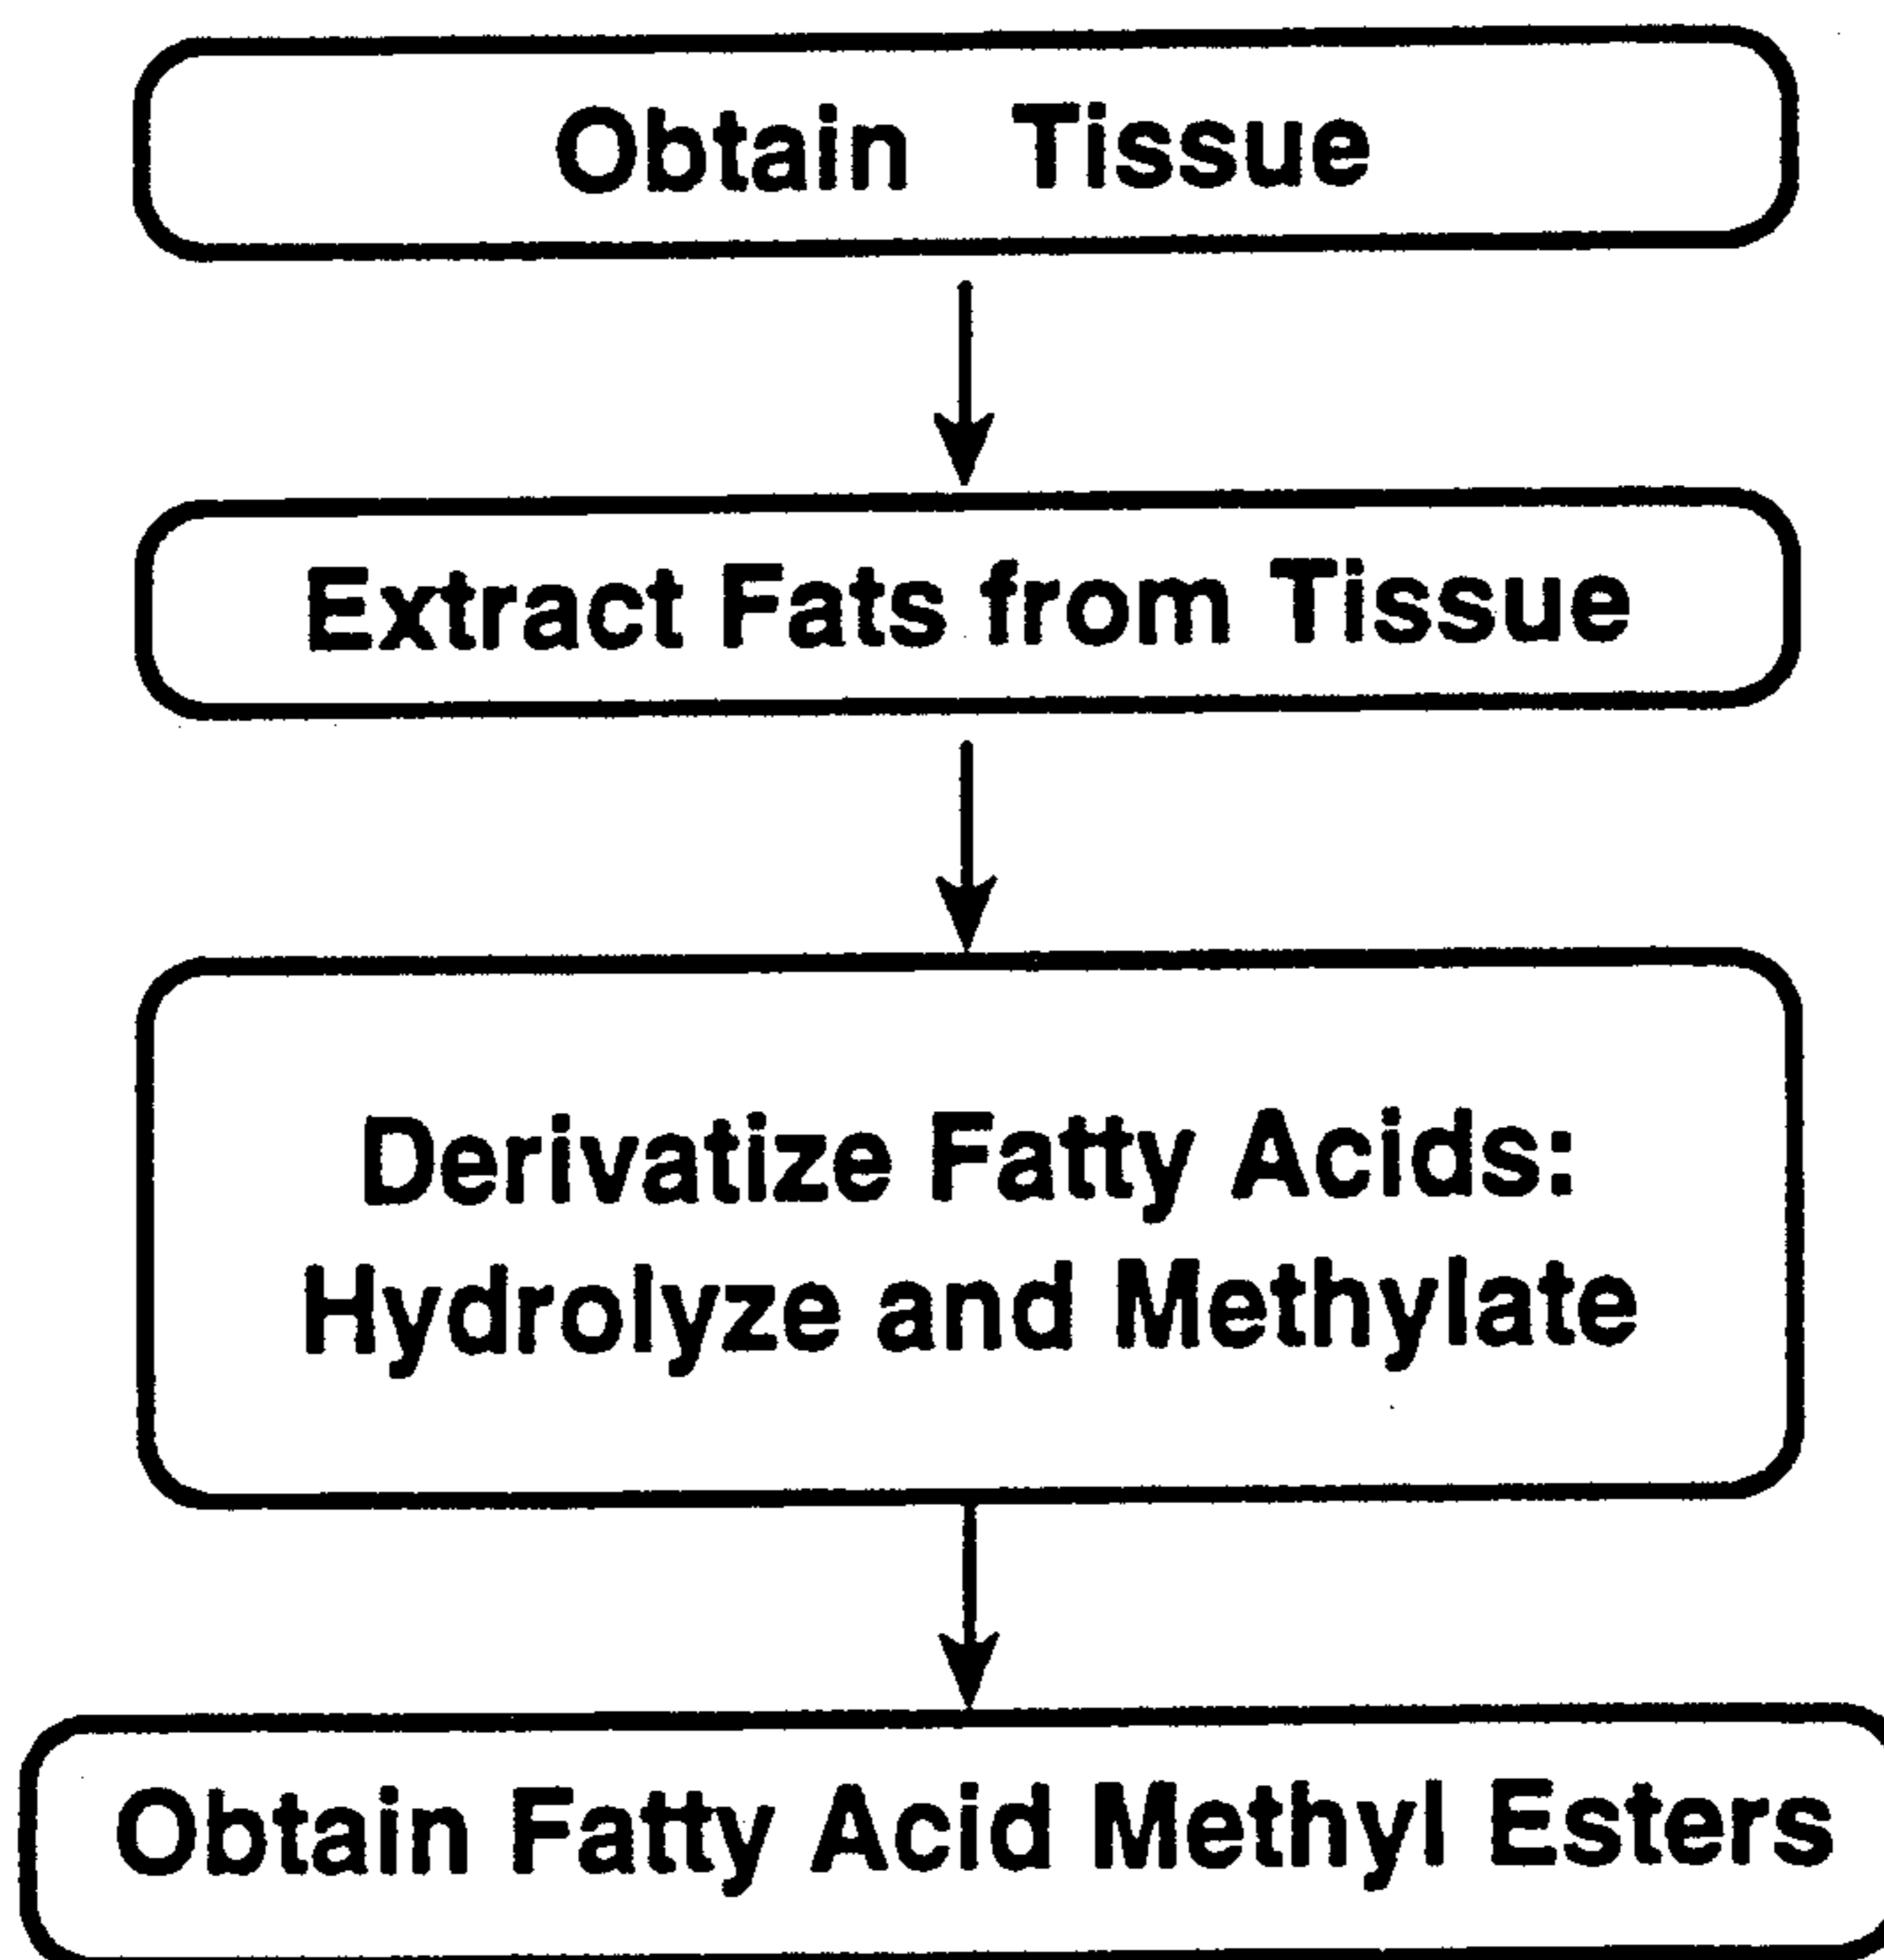 Obtain Tissue
Extract Fats from Tissue
Derivatize Fatty Acids:
Hydrolyze and Methylate
Obtain Fatty Acid Methyl Esters